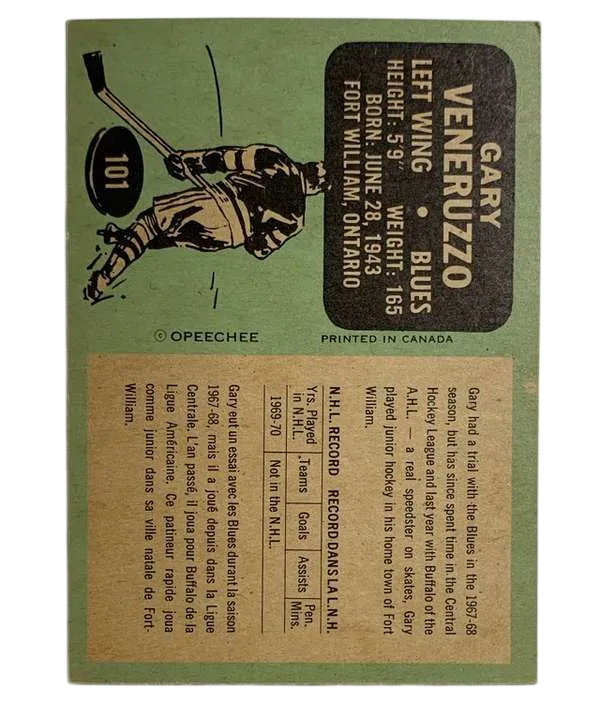 GARY
VENERUZZO
LEFT WING • BLUES
HEIGHT: 5'9" WEIGHT: 165
BORN: JUNE 28, 1943
FORT WILLIAM, ONTARIO
101
© OPEECHEE
PRINTED IN CANADA
Gary had a trial with the Blues in the 1967-68
season, but has since spent time in the Central
Hockey League and last year with Buffalo of the
A.H.L. — a real speedster on skates, Gary
played junior hockey in his home town of Fort
William.
N.H.L. RECORD RECORD DANS LA L.N.H.
Yrs. Played in N.H.L. Teams Goals Assists Pen. Mins.
1969-70 Not in the N.H.L.
Gary eut un essai avec les Blues durant la saison
1967-68, mais il a joué depuis dans la Ligue
Centrale. L'an passé, il joua pour Buffalo de la
Ligue Américaine. Ce patineur rapide joua
comme junior dans sa ville natale de Fort-
William.